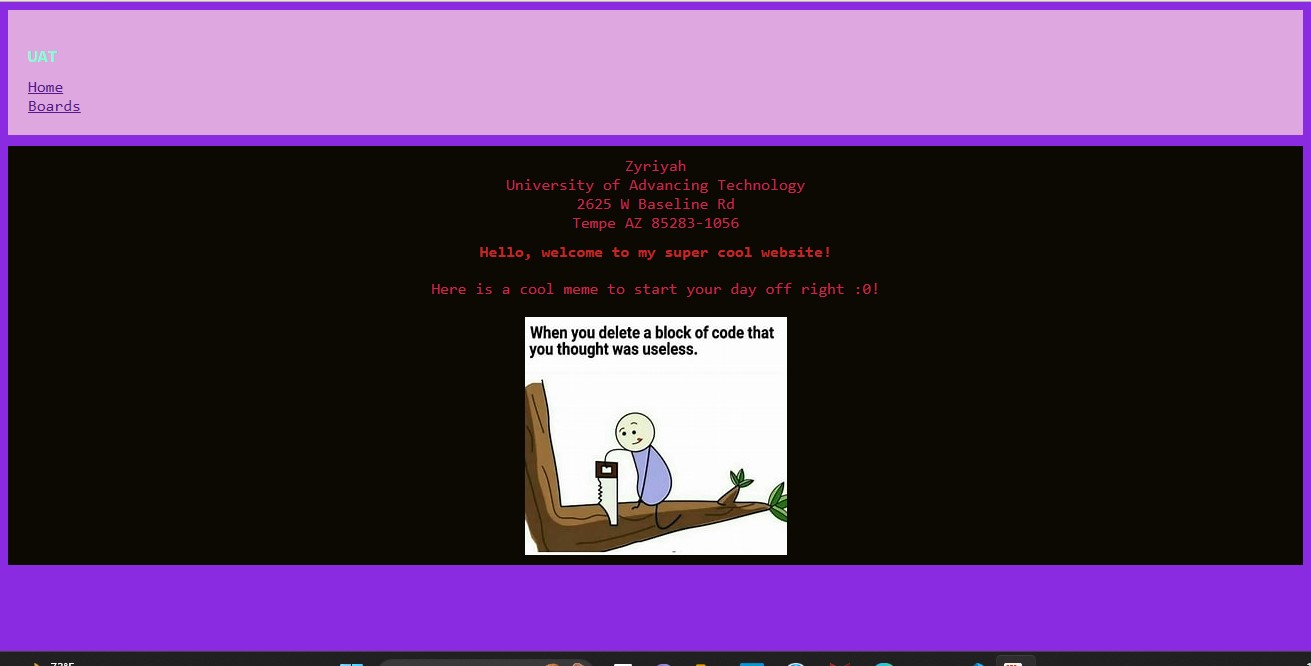 UAT
Home
Boards
Zyriyah
University of Advancing Technology
2625 W Baseline Rd
Tempe AZ 85283-1056
Hello, welcome to my super cool website!
Here is a cool meme to start your day off right :0!
When you delete a block of code that
you thought was useless.